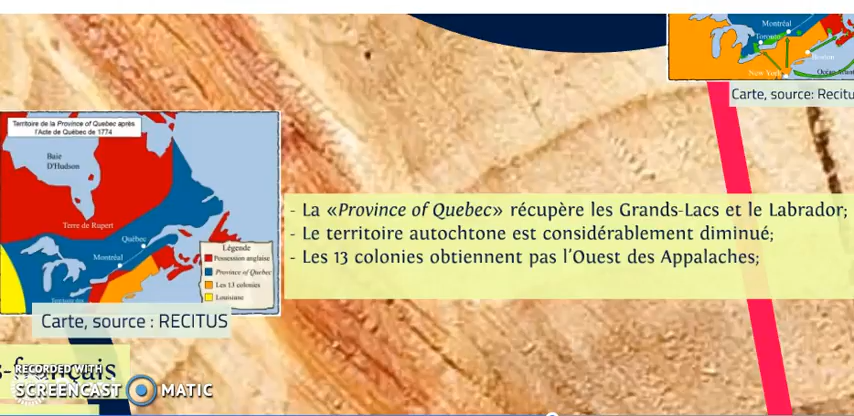 Montréal
Toronto
Boston
New York
Carte, source: Recitu
Territoire de la Province of Quebec après
l'Acte de Québec de 1774
Baie
D'Hudson
Terre de Rupert
Québec
Montréal
Légende
Possession anglaise
Province of Quebec
Les 13 colonies
Louisiane
- La «Province of Quebec» récupère les Grands-Lacs et le Labrador;
- Le territoire autochtone est considérablement diminué;
- Les 13 colonies obtiennent pas l'Ouest des Appalaches;
Carte, source : RECITUS
s-français
RECORDED WITH
SCREENCAST MATIC